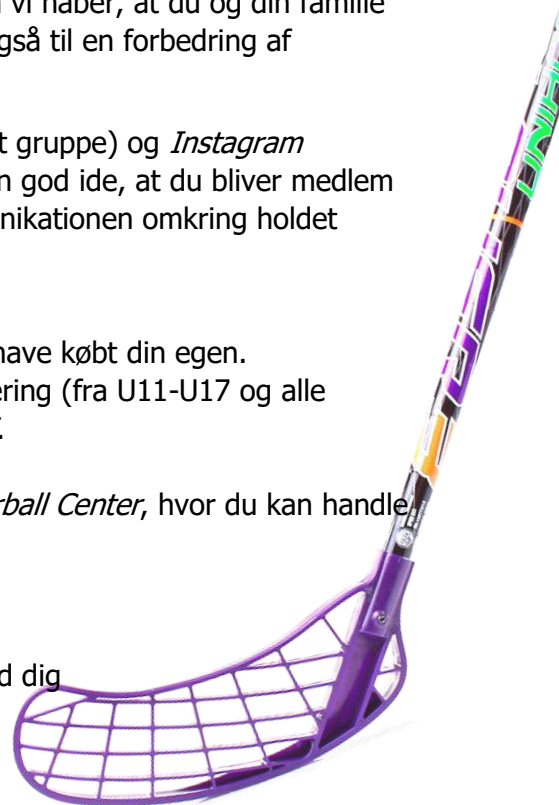 vi håber, at du og din familie
også til en forbedring af
t gruppe) og Instagram
n god ide, at du bliver medlem
nikationen omkring holdet
have købt din egen.
ering (fra U11-U17 og alle
rball Center, hvor du kan handle
d dig